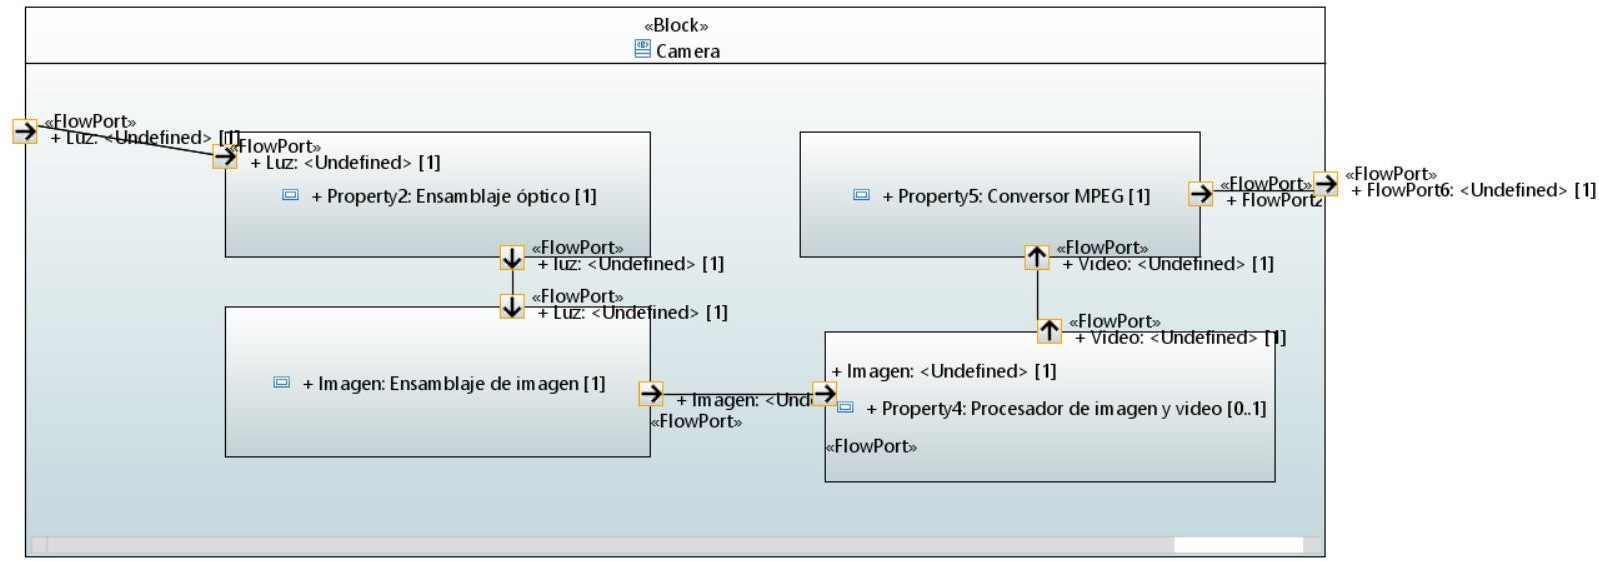 «Block»
Camera
«FlowPort»
+ Luz: <Undefined> [1]
«FlowPort»
+ Luz: <Undefined> [1]
+ Property2: Ensamblaje óptico [1]
«FlowPort»
+ luz: <Undefined> [1]
«FlowPort»
+ Luz: <Undefined> [1]
+ Imagen: Ensamblaje de imagen [1]
+ Imagen: <Und
«FlowPort»
+ Imagen: <Undefined> [1]
+ Property4: Procesador de imagen y video [0..1]
«FlowPort»
«FlowPort»
+ Video: <Undefined> [1]
«FlowPort»
+ Video: <Undefined> [1]
+ Property5: Conversor MPEG [1]
«FlowPort»
+ FlowPort2
«FlowPort»
+ FlowPort6: <Undefined> [1]